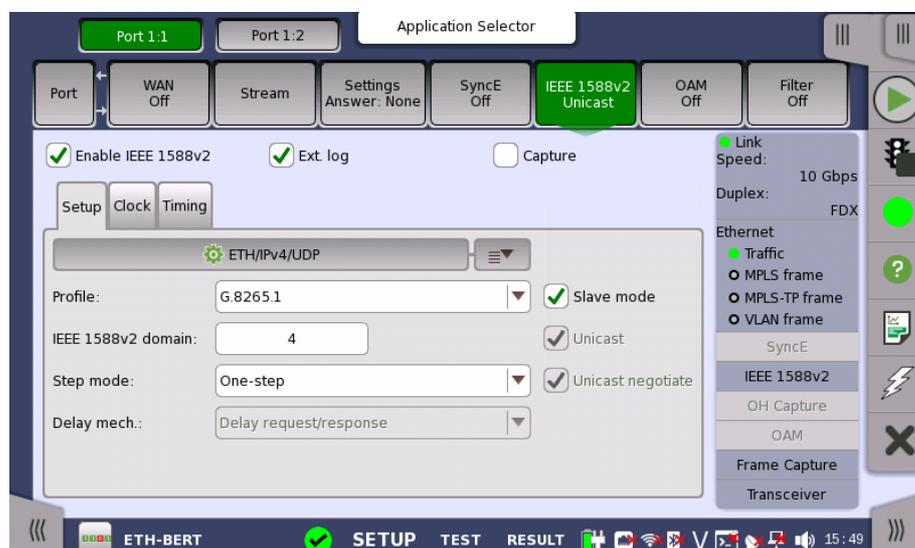 Application Selector
Port 1:1
Port 1:2
Port
WAN
Off
Stream
Settings
Answer: None
SyncE
Off
IEEE 1588v2
Unicast
OAM
Off
Filter
Off
Enable IEEE 1588v2
Ext. log
Capture
Setup
Clock
Timing
ETH/IPv4/UDP
Profile:
G.8265.1
Slave mode
IEEE 1588v2 domain:
4
Unicast
Step mode:
One-step
Unicast negotiate
Delay mech.:
Delay request/response
Link
Speed:
10 Gbps
Duplex:
FDX
Ethernet
Traffic
MPLS frame
MPLS-TP frame
VLAN frame
SyncE
IEEE 1588v2
OH Capture
OAM
Frame Capture
Transceiver
ETH-BERT
SETUP
TEST
RESULT
15:49